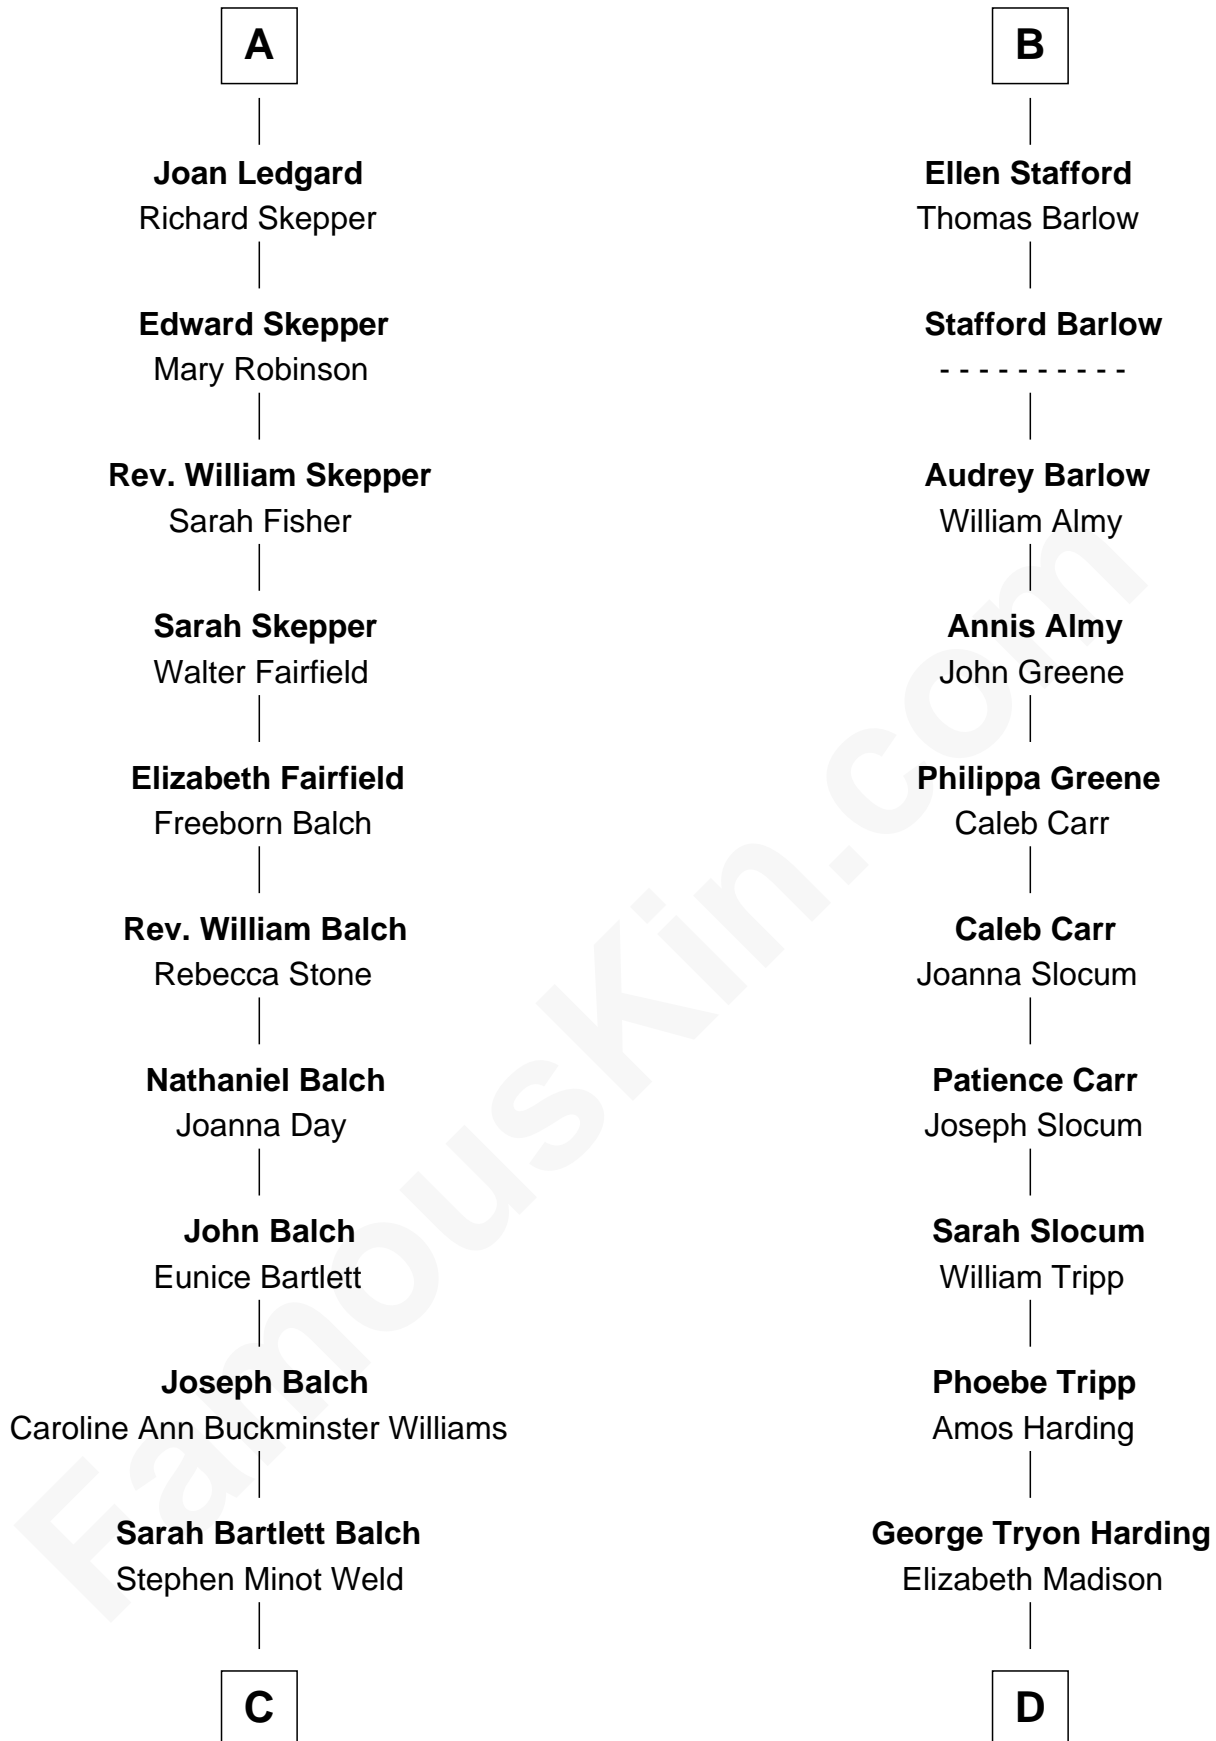 A
Joan Ledgard
Richard Skepper
Edward Skepper
Mary Robinson
Rev. William Skepper
Sarah Fisher
Sarah Skepper
Walter Fairfield
Elizabeth Fairfield
Freeborn Balch
Rev. William Balch
Rebecca Stone
Nathaniel Balch
Joanna Day
John Balch
Eunice Bartlett
Joseph Balch
Caroline Ann Buckminster Williams
Sarah Bartlett Balch
Stephen Minot Weld
C
B
Ellen Stafford
Thomas Barlow
Stafford Barlow
- - - - - - - - - -
Audrey Barlow
William Almy
Annis Almy
John Greene
Philippa Greene
Caleb Carr
Caleb Carr
Joanna Slocum
Patience Carr
Joseph Slocum
Sarah Slocum
William Tripp
Phoebe Tripp
Amos Harding
George Tryon Harding
Elizabeth Madison
D
FamousKin.com